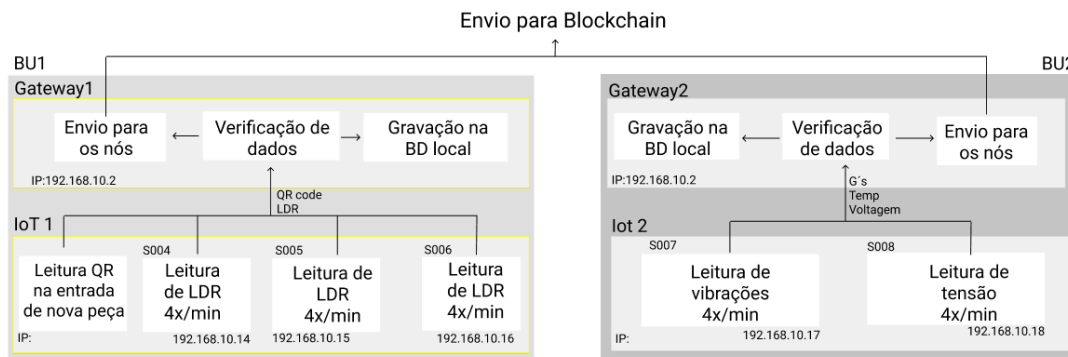 Envio para Blockchain
BU1
BU2
Gateway1
Envio para
os nós
Verificação de
dados
Gravação na
BD local
IP:192.168.10.2
QR code
LDR
IoT 1
Leitura QR
na entrada
de nova peça
S004
Leitura
de LDR
4x/min
S005
Leitura de
LDR
4x/min
S006
Leitura
de LDR
4x/min
IP:
192.168.10.14
192.168.10.15
192.168.10.16
Gateway2
Gravação na
BD local
Verificação
de dados
Envio para
os nós
IP:192.168.10.2
G´s
Temp
Voltagem
Iot 2
S007
Leitura de
vibrações
4x/min
S008
Leitura de
tensão
4x/min
IP:
192.168.10.17
192.168.10.18